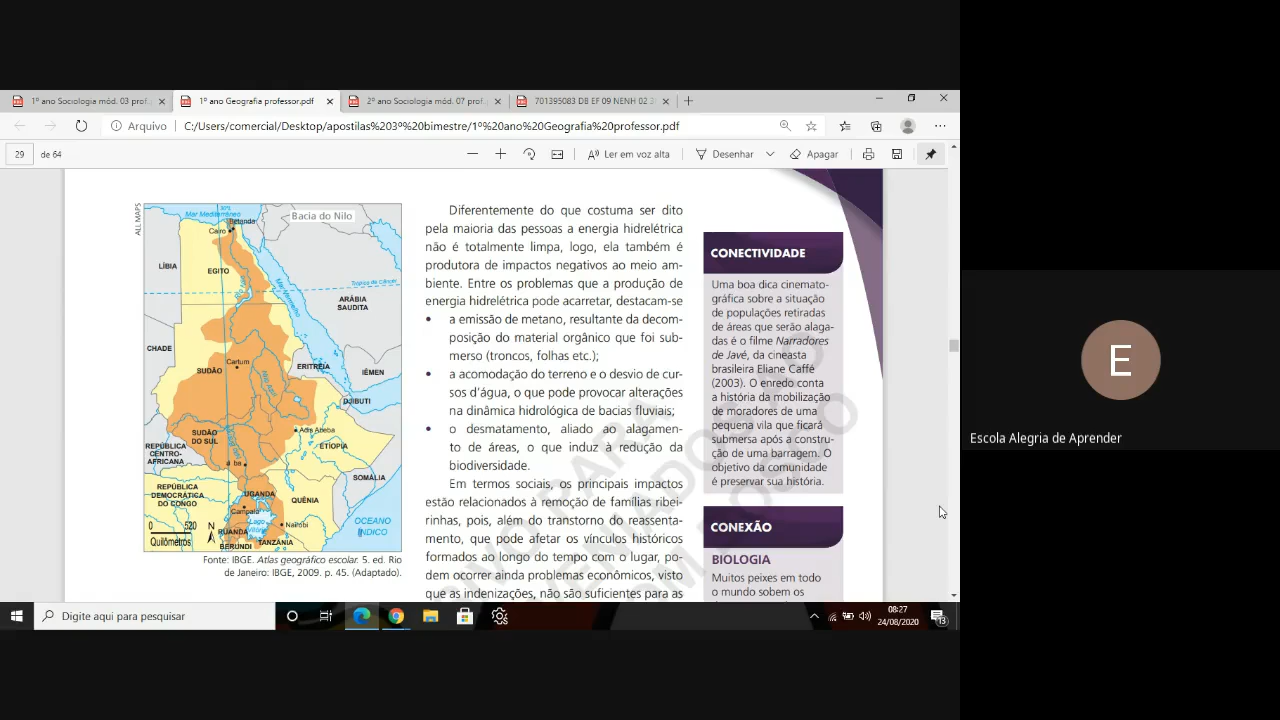 1º ano Sociologia mód. 03 prof.
1º ano Geografia professor.pdf
2º ano Sociologia mód. 07 prof.
701395083 DB EF 09 NENH 02
Arquivo
C:/Users/comercial/Desktop/apostilas%203º%20bimestre/1º%20ano%20Geografia%20professor.pdf
29 de 64
Ler em voz alta
Desenhar
Apagar
ALL MAPS
Bacia do Nilo
Mar Mediterrâneo
Cairo
LÍBIA
EGITO
Trópico de Câncer
Mar Vermelho
ARÁBIA
SAUDITA
CHADE
Cartum
SUDÃO
ERITRÉIA
IÊMEN
DJIBUTI
SUDÃO
DO SUL
Adis Abeba
ETIÓPIA
REPÚBLICA
CENTRO-
AFRICANA
SOMÁLIA
REPÚBLICA
DEMOCRÁTICA
DO CONGO
UGANDA
QUÊNIA
Campala
Nairóbi
RUANDA
BURUNDI
TANZÂNIA
OCEANO
ÍNDICO
0 520
N
Quilômetros
Fonte: IBGE. Atlas geográfico escolar. 5. ed. Rio
de Janeiro: IBGE, 2009. p. 45. (Adaptado).
Diferentemente do que costuma ser dito
pela maioria das pessoas a energia hidrelétrica
não é totalmente limpa, logo, ela também é
produtora de impactos negativos ao meio am-
biente. Entre os problemas que a produção de
energia hidrelétrica pode acarretar, destacam-se
• a emissão de metano, resultante da decom-
posição do material orgânico que foi sub-
merso (troncos, folhas etc.);
• a acomodação do terreno e o desvio de cur-
sos d'água, o que pode provocar alterações
na dinâmica hidrológica de bacias fluviais;
• o desmatamento, aliado ao alagamen-
to de áreas, o que induz à redução da
biodiversidade.
Em termos sociais, os principais impactos
estão relacionados à remoção de famílias ribei-
rinhas, pois, além do transtorno do reassenta-
mento, que pode afetar os vínculos históricos
formados ao longo do tempo com o lugar, po-
dem ocorrer ainda problemas econômicos, visto
que as indenizações, não são suficientes para as
CONECTIVIDADE
Uma boa dica cinemato-
gráfica sobre a situação
de populações retiradas
de áreas que serão alaga-
das é o filme Narradores
de Javé, da cineasta
brasileira Eliane Caffé
(2003). O enredo conta
a história da mobilização
de moradores de uma
pequena vila que ficará
submersa após a constru-
ção de uma barragem. O
objetivo da comunidade
é preservar sua história.
CONEXÃO
BIOLOGIA
Muitos peixes em todo
o mundo sobem os
E
Escola Alegria de Aprender
Digite aqui para pesquisar
08:27
24/08/2020
13